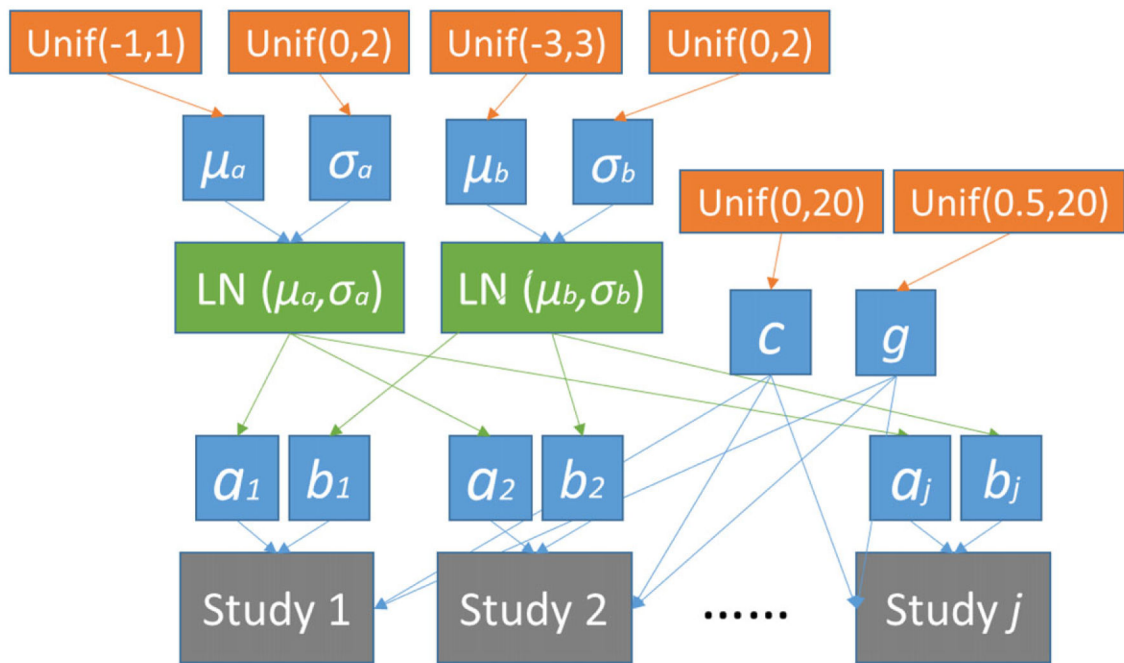 Unif(-1,1) Unif(0,2) Unif(-3,3) Unif(0,2)
μa σa μb σb
Unif(0,20) Unif(0.5,20)
LN (μa,σa) LN (μb,σb)
c g
a1 b1 a2 b2 aj bj
Study 1 Study 2 ...... Study j